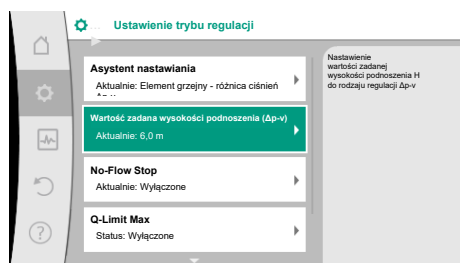 Ustawienie trybu regulacji
Asystent nastawiania
Aktualnie: Element grzejny - różnica ciśnień
Δp-v
Wartość zadana wysokości podnoszenia (Δp-v)
Aktualnie: 6,0 m
No-Flow Stop
Aktualnie: Wyłączone
Q-Limit Max
Status: Wyłączone
Nastawienie
wartości zadanej
wysokości podnoszenia H
do rodzaju regulacji Δp-v